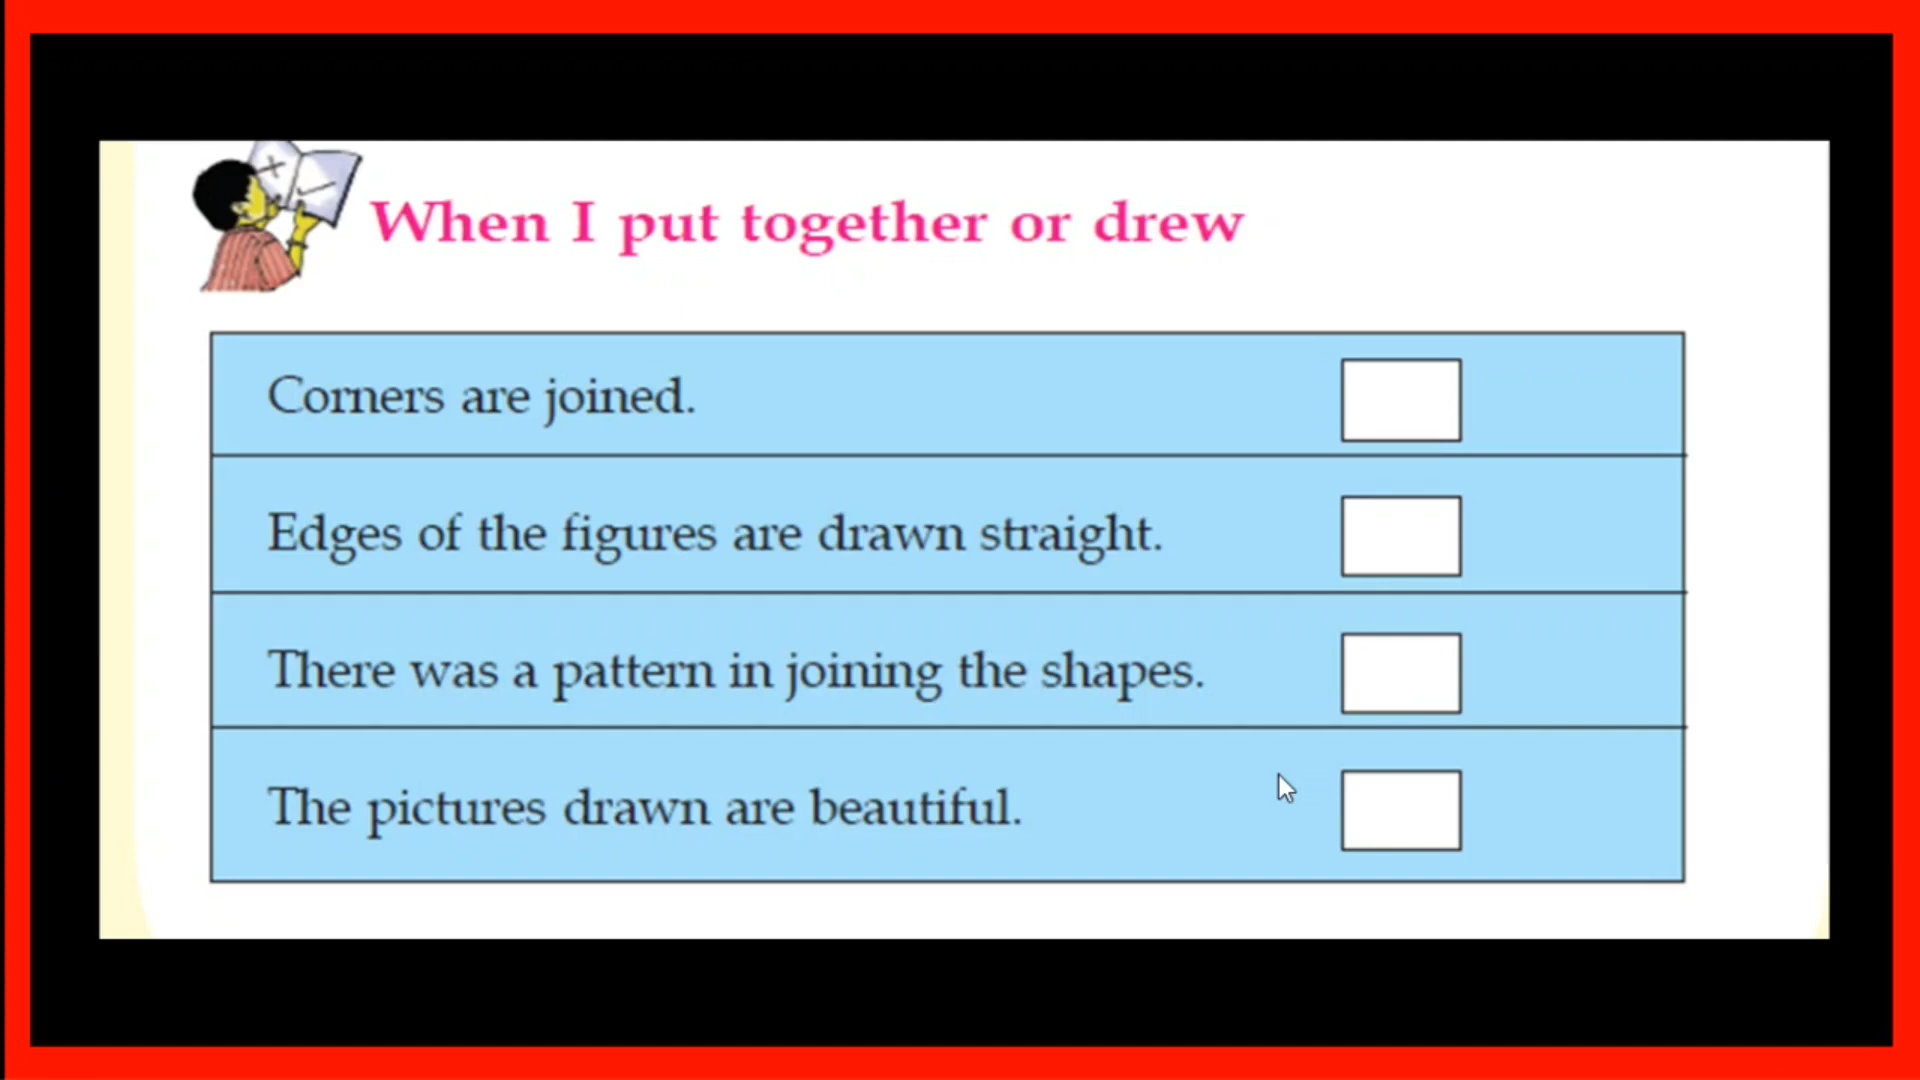 When I put together or drew
Corners are joined.
Edges of the figures are drawn straight.
There was a pattern in joining the shapes.
The pictures drawn are beautiful.